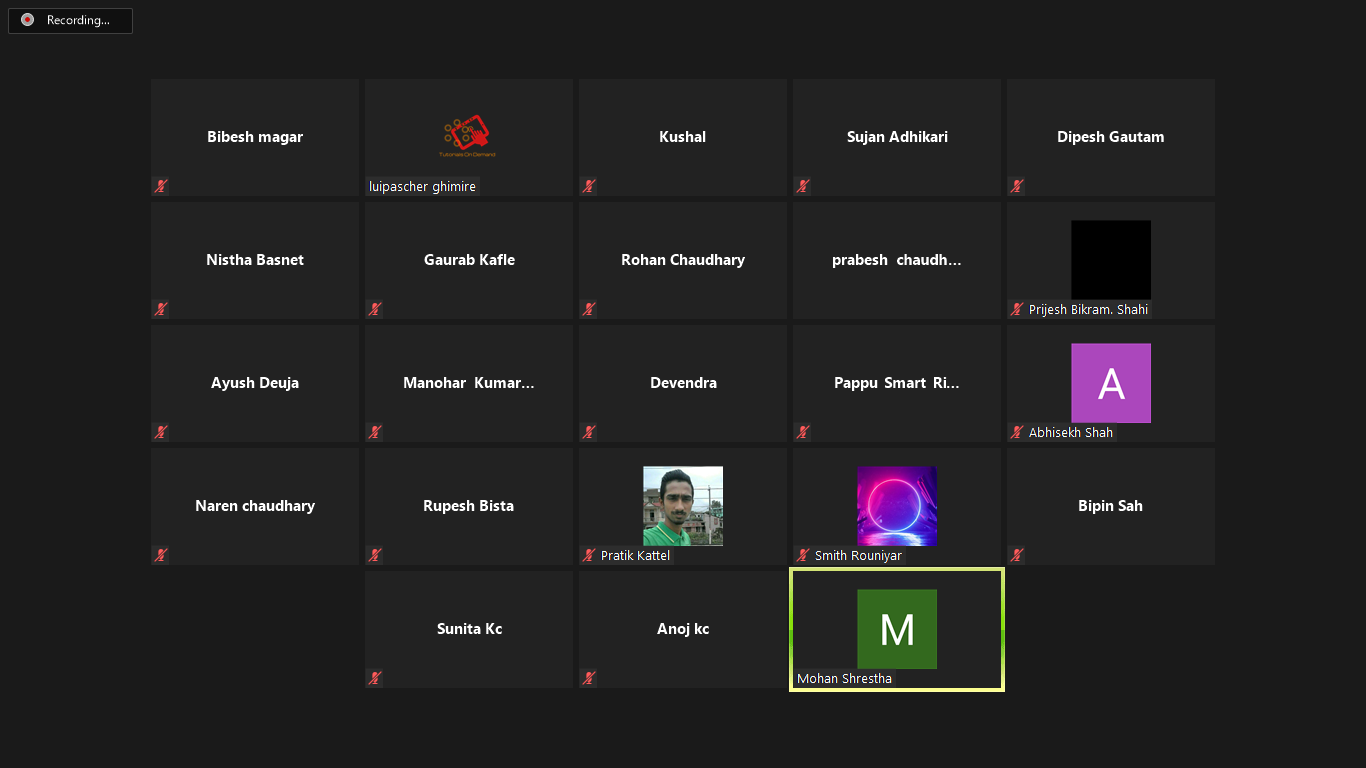 Recording...
Bibesh magar
Tutorials On Demand
luipascher ghimire
Kushal
Sujan Adhikari
Dipesh Gautam
Nistha Basnet
Gaurab Kafle
Rohan Chaudhary
prabesh chaudh...
Prijesh Bikram. Shahi
Ayush Deuja
Manohar Kumar...
Devendra
Pappu Smart Ri...
A
Abhisekh Shah
Naren chaudhary
Rupesh Bista
Pratik Kattel
Smith Rouniyar
Bipin Sah
Sunita Kc
Anoj kc
M
Mohan Shrestha